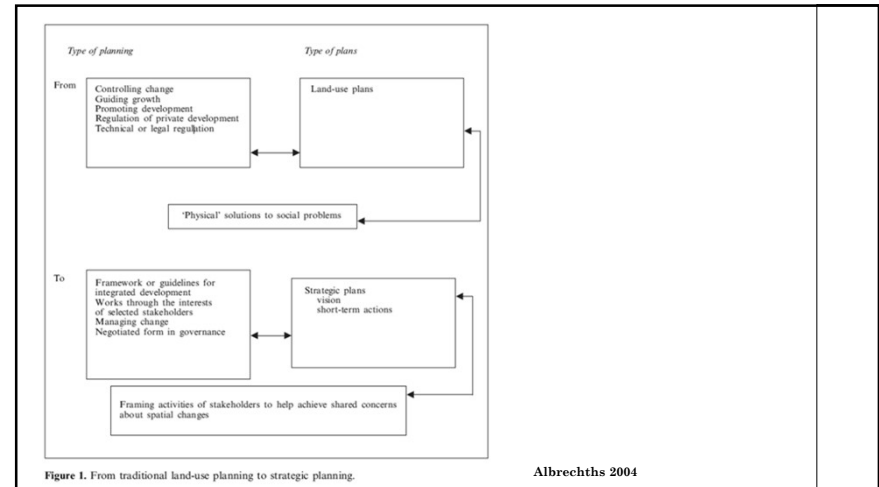 Type of planning
Type of plans
From
Controlling change
Guiding growth
Promoting development
Regulation of private development
Technical or legal regulation
Land-use plans
'Physical' solutions to social problems
To
Framework or guidelines for
integrated development
Works through the interests
of selected stakeholders
Managing change
Negotiated form in governance
Strategic plans
vision
short-term actions
Framing activities of stakeholders to help achieve shared concerns
about spatial changes
Figure 1. From traditional land-use planning to strategic planning.
Albrechths 2004